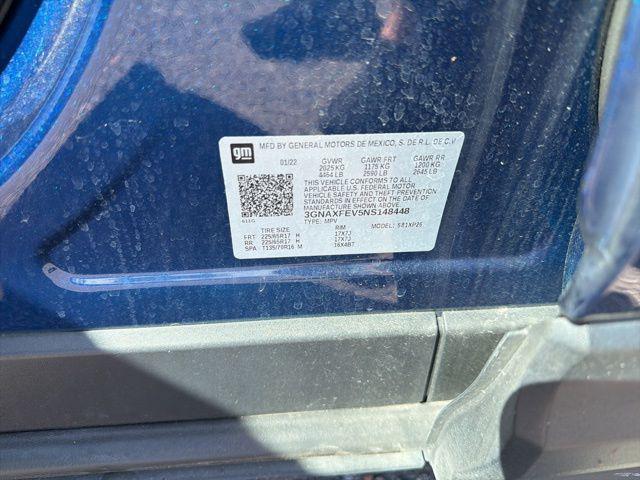 gm
MFD BY GENERAL MOTORS DE MEXICO, S. DE R.L. DE C.V
01/22 GVWR GAWR FRT GAWR RR
2025 KG 1175 KG 1200 KG
4464 LB 2590 LB 2645 LB
THIS VEHICLE CONFORMS TO ALL
APPLICABLE U.S. FEDERAL MOTOR
VEHICLE SAFETY AND THEFT PREVENTION
STANDARDS IN EFFECT ON THE DATE OF
MANUFACTURE SHOWN ABOVE.
3GNAXFEV5NS148448
TYPE: MPV MODEL:
TIRE SIZE RIM
FRT 225/65R17 H 17X7J
RR 225/65R17 H 17X7J
SPA T135/70R16 M 16X4BT